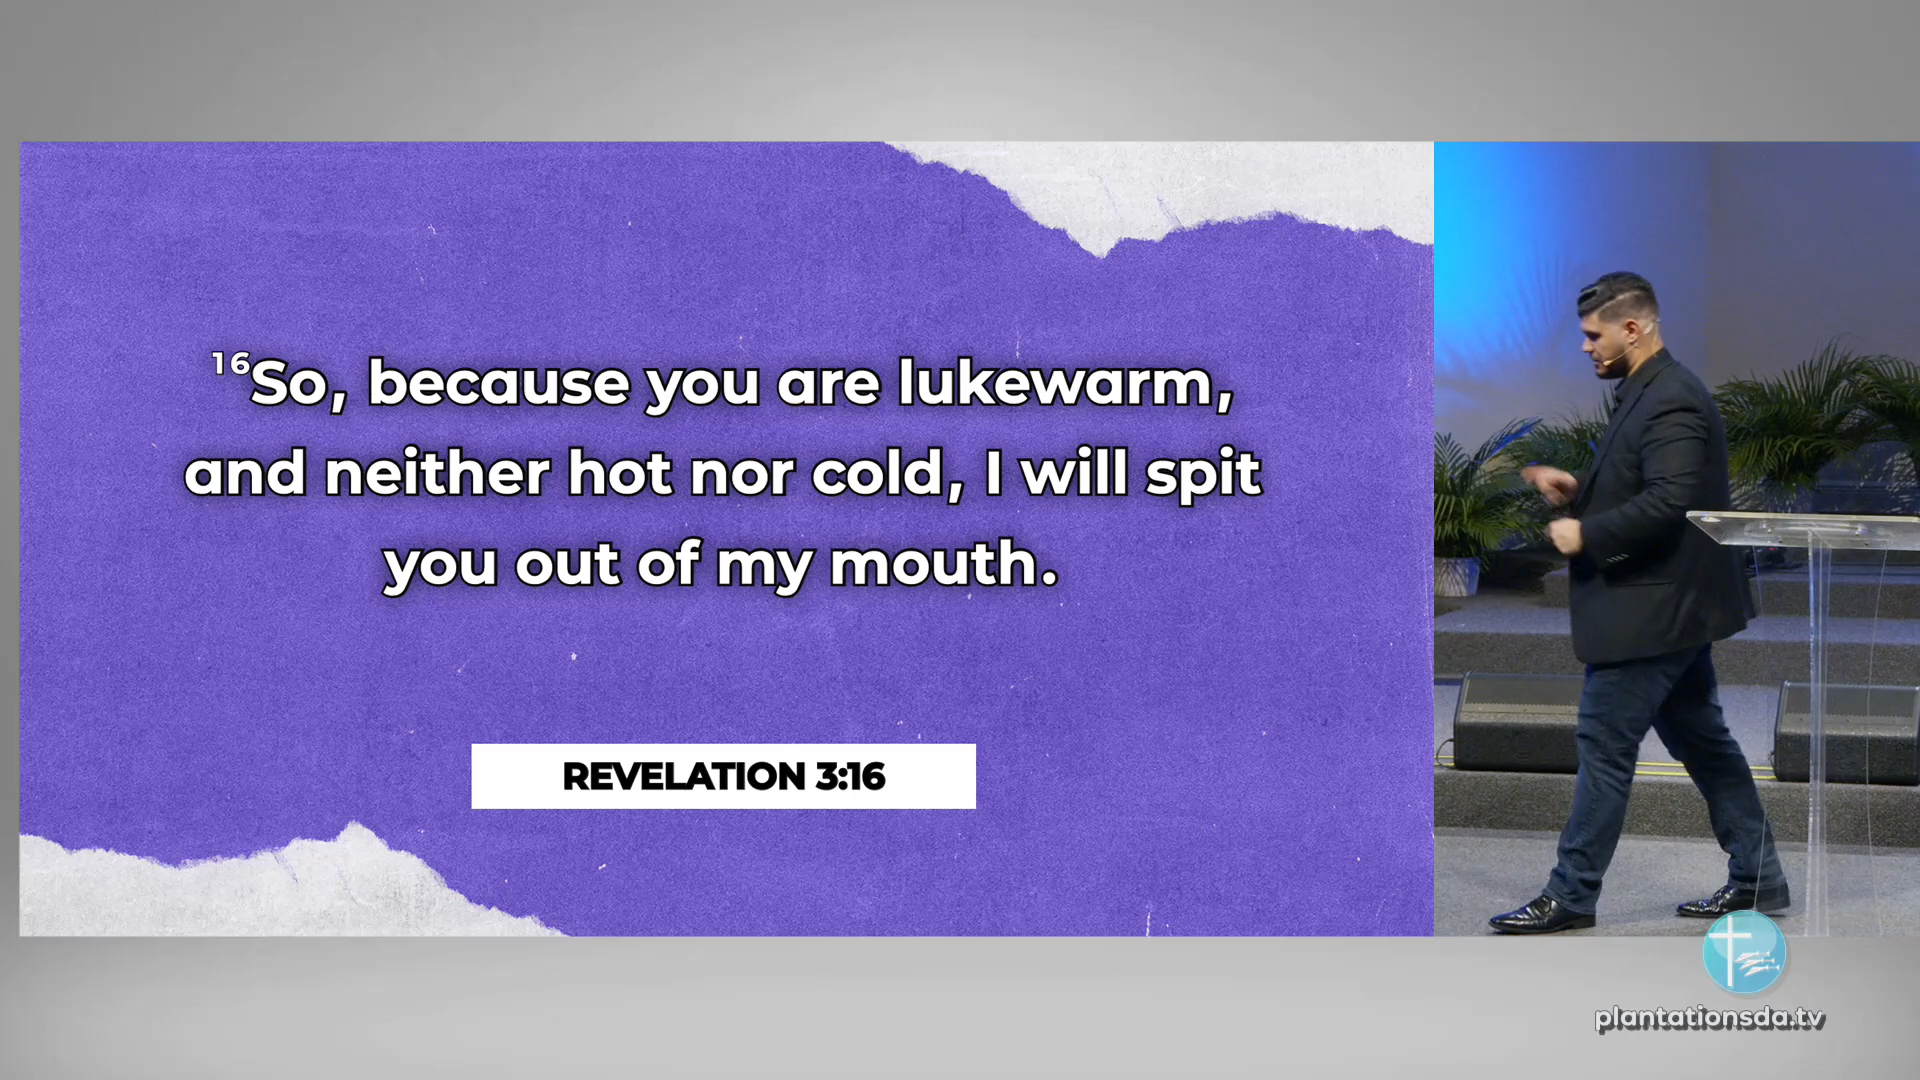 16So, because you are lukewarm,
and neither hot nor cold, I will spit
you out of my mouth.
REVELATION 3:16
plantationsda.tv